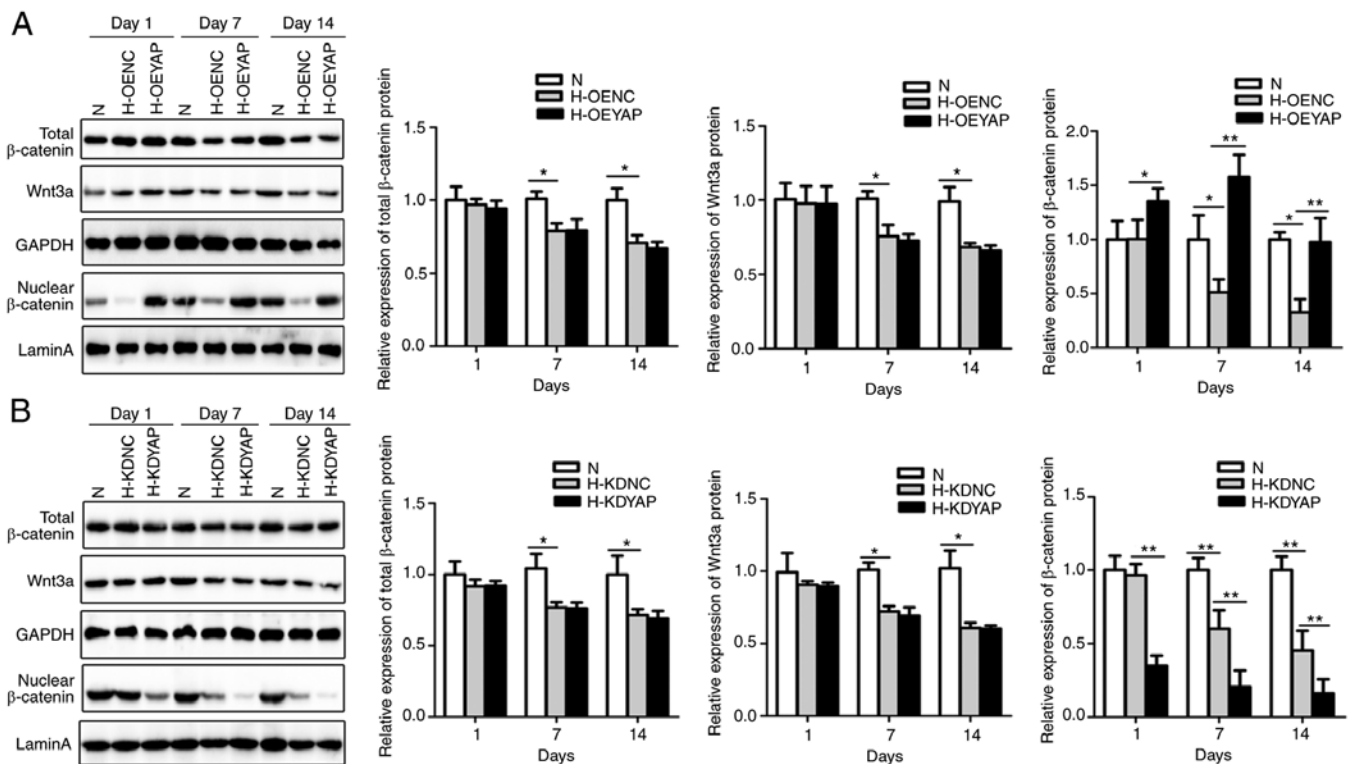 A
Day 1 Day 7 Day 14
N H-OENC H-OEYAP N H-OENC H-OEYAP N H-OENC H-OEYAP
Total
β-catenin
Wnt3a
GAPDH
Nuclear
β-catenin
LaminA
Relative expression of total β-catenin protein
N
H-OENC
H-OEYAP
1.5
1.0
0.5
0.0
* *
1 7 14
Days
Relative expression of Wnt3a protein
N
H-OENC
H-OEYAP
1.5
1.0
0.5
0.0
* *
1 7 14
Days
Relative expression of β-catenin protein
N
H-OENC
H-OEYAP
2.0
1.5
1.0
0.5
0.0
* * ** * **
1 7 14
Days
B
Day 1 Day 7 Day 14
N H-KDNC H-KDYAP N H-KDNC H-KDYAP N H-KDNC H-KDYAP
Total
β-catenin
Wnt3a
GAPDH
Nuclear
β-catenin
LaminA
Relative expression of total β-catenin protein
N
H-KDNC
H-KDYAP
1.5
1.0
0.5
0.0
* *
1 7 14
Days
Relative expression of Wnt3a protein
N
H-KDNC
H-KDYAP
1.5
1.0
0.5
0.0
* *
1 7 14
Days
Relative expression of β-catenin protein
N
H-KDNC
H-KDYAP
1.5
1.0
0.5
0.0
** ** ** ** **
1 7 14
Days